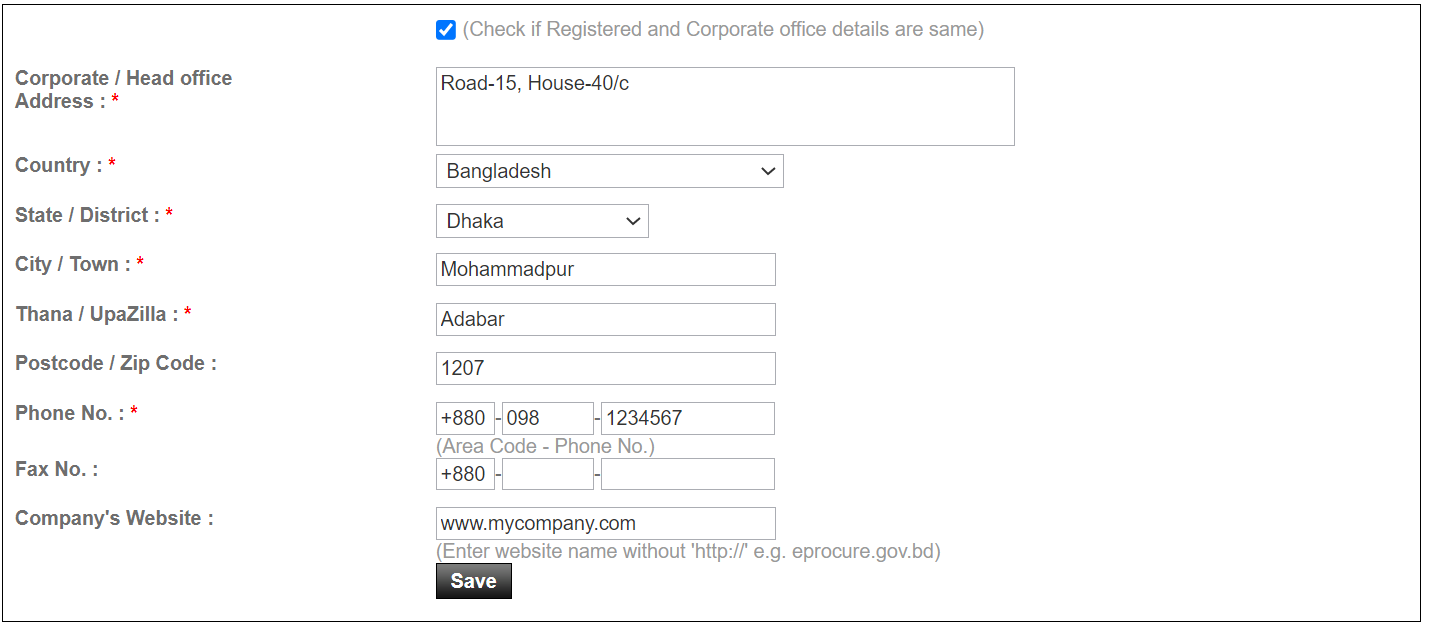 (Check if Registered and Corporate office details are same)
Corporate / Head office
Address : *
Road-15, House-40/c
Country : *
Bangladesh
State / District : *
Dhaka
City / Town : *
Mohammadpur
Thana / UpaZilla : *
Adabar
Postcode / Zip Code :
1207
Phone No. : *
+880 - 098 - 1234567
(Area Code - Phone No.)
Fax No. :
+880 - -
Company's Website :
www.mycompany.com
(Enter website name without 'http://' e.g. eprocure.gov.bd)
Save